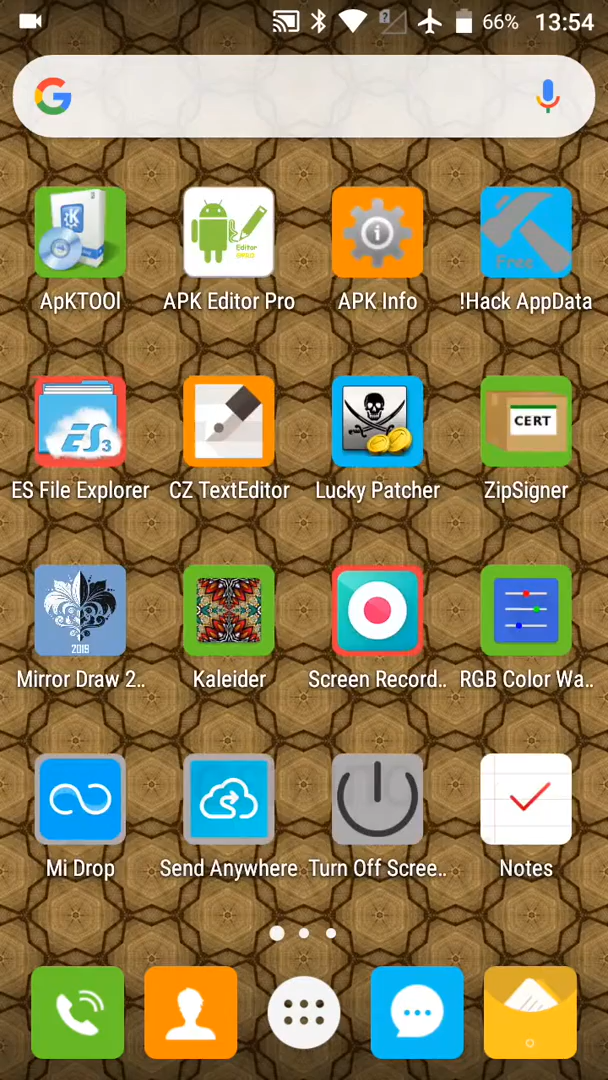 66% 13:54
G
ApKTOOl APK Editor Pro APK Info !Hack AppData
ES File Explorer CZ TextEditor Lucky Patcher ZipSigner
Mirror Draw 2.. Kaleider Screen Record.. RGB Color Wa..
Mi Drop Send Anywhere Turn Off Scree.. Notes
K
Editor
Free
ES3
CERT
2019